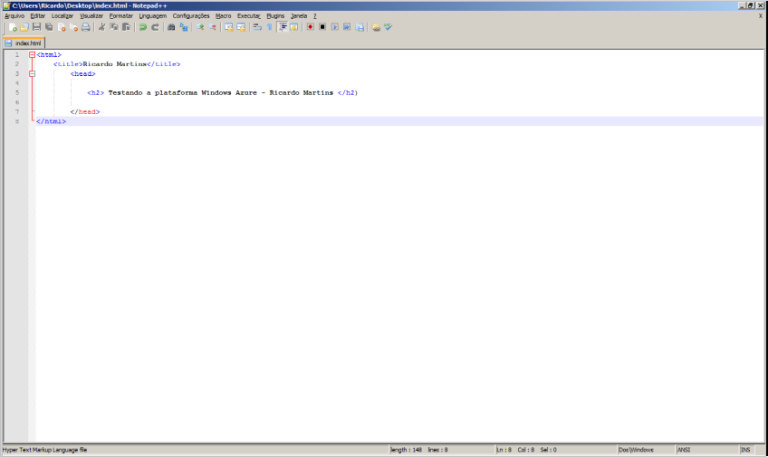 C:\Users\Ricardo\Desktop\index.html - Notepad++
Arquivo Editar Localizar Visualizar Formatar Linguagem Configurações Macro Executar Plugins Janela ? X
index.html
1 <html>
2 <title>Ricardo Martins</title>
3 <head>
4
5 <h2> Testando a plataforma Windows Azure - Ricardo Martins </h2)
6
7 </head>
8 </html>
Hyper Text Markup Language file length : 148 lines : 8 Ln : 8 Col : 8 Sel : 0 Dos\Windows ANSI INS